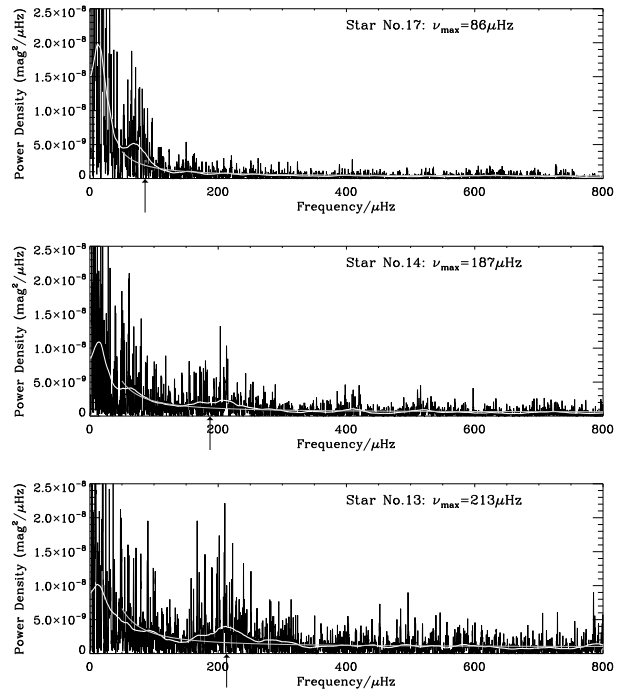 Star No.17: ν_max=86μHz
Power Density (mag²/μHz)
2.5×10⁻⁸
2.0×10⁻⁸
1.5×10⁻⁸
1.0×10⁻⁸
5.0×10⁻⁹
0
0 200 400 600 800
Frequency/μHz
Star No.14: ν_max=187μHz
Power Density (mag²/μHz)
2.5×10⁻⁸
2.0×10⁻⁸
1.5×10⁻⁸
1.0×10⁻⁸
5.0×10⁻⁹
0
0 200 400 600 800
Frequency/μHz
Star No.13: ν_max=213μHz
Power Density (mag²/μHz)
2.5×10⁻⁸
2.0×10⁻⁸
1.5×10⁻⁸
1.0×10⁻⁸
5.0×10⁻⁹
0
0 200 400 600 800
Frequency/μHz